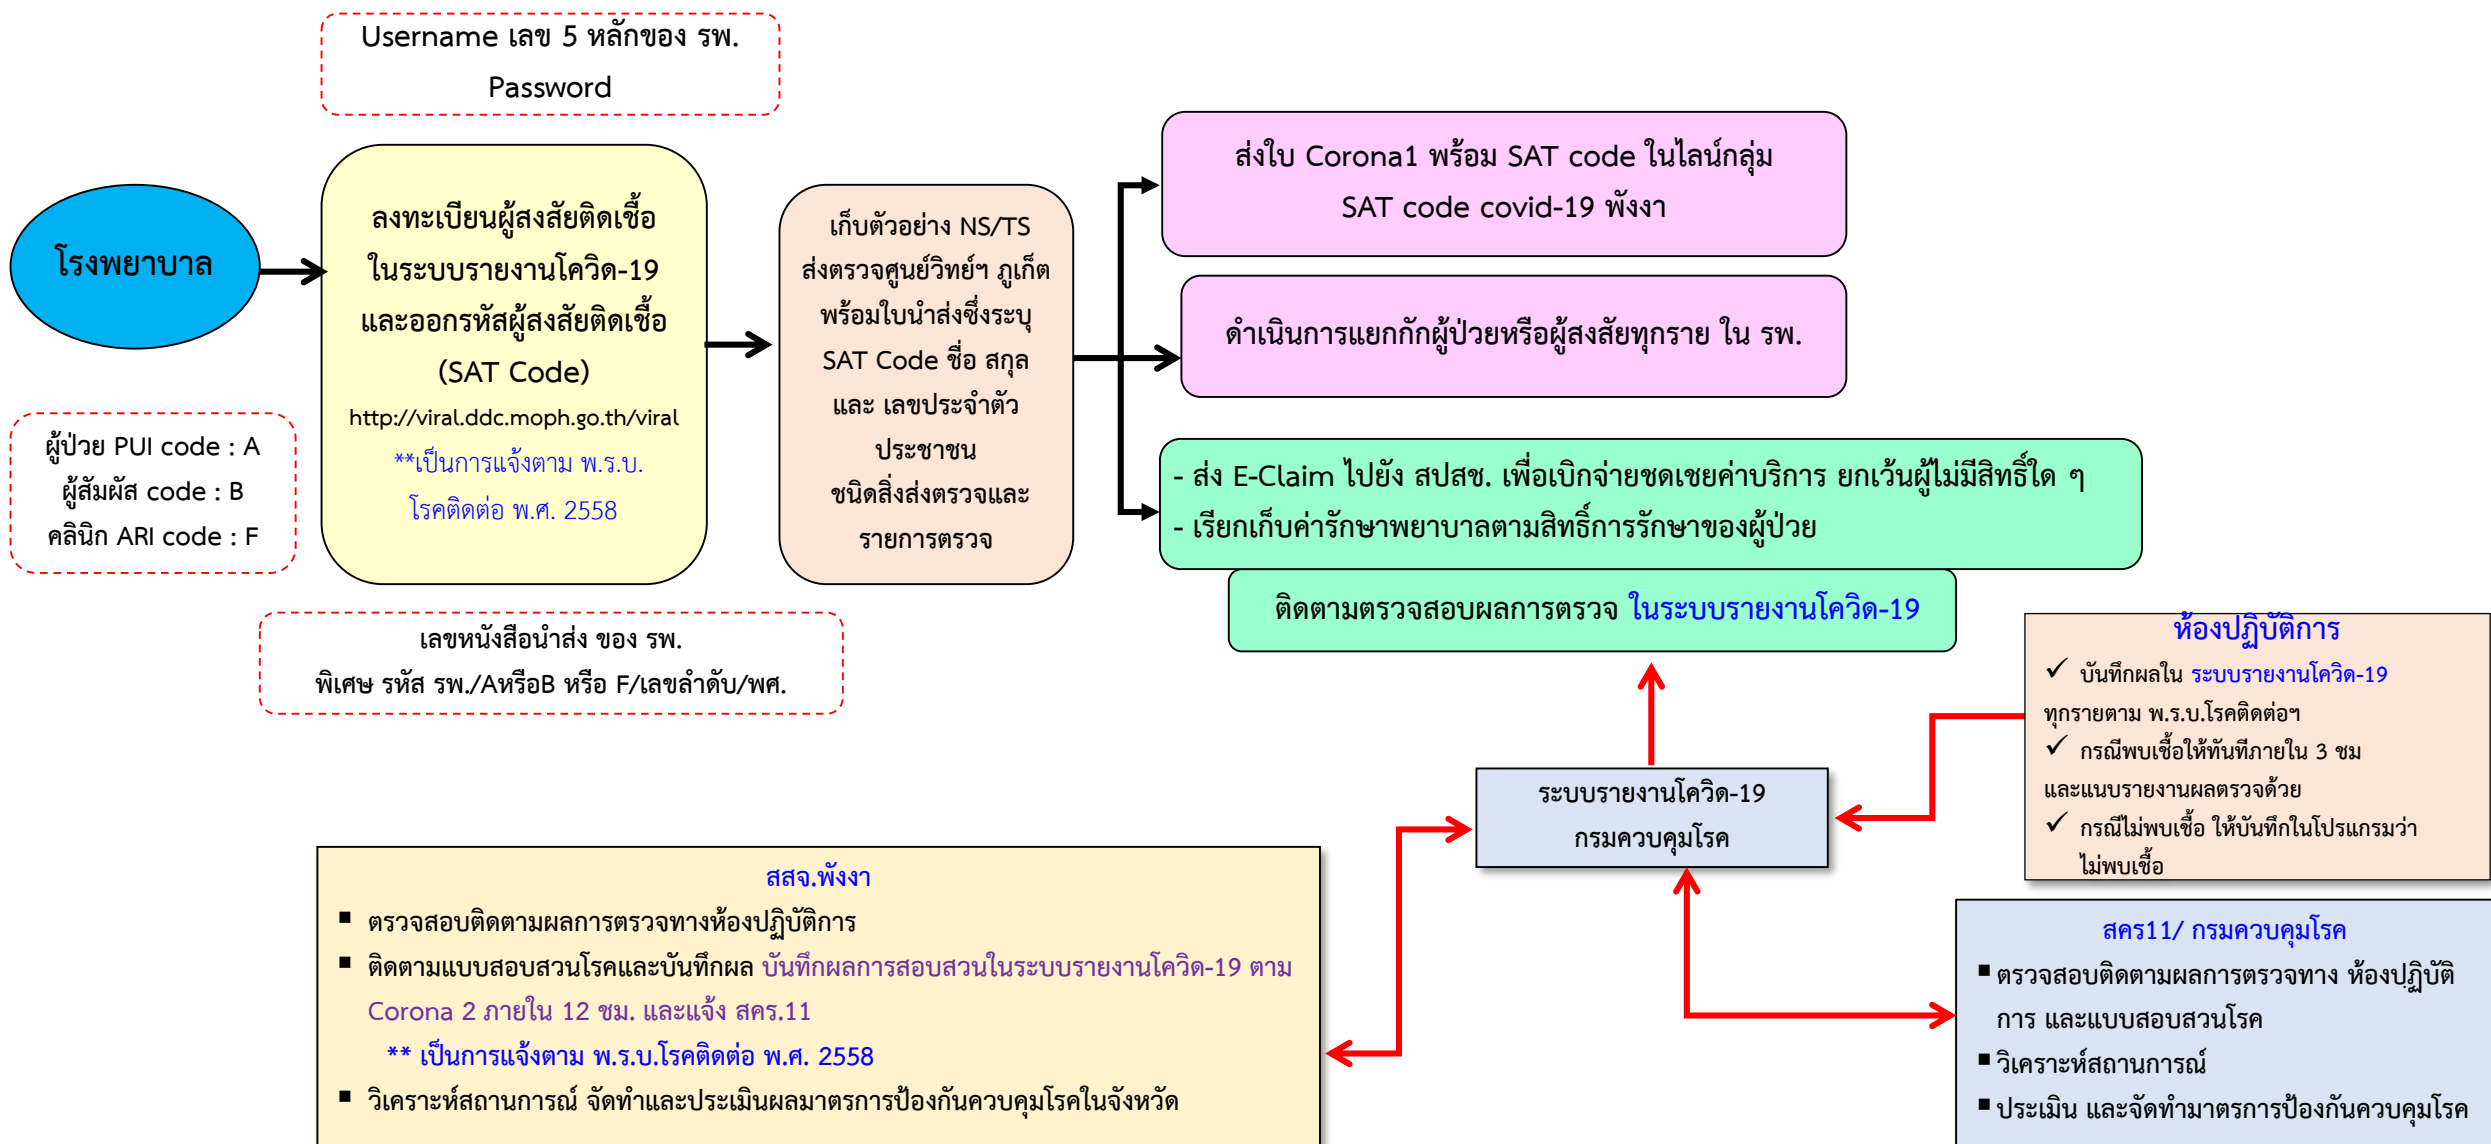 Username เลข 5 หลักของ รพ.
Password
โรงพยาบาล
ผู้ป่วย PUI code : A
ผู้สัมผัส code : B
คลินิก ARI code : F
ลงทะเบียนผู้สงสัยติดเชื้อ
ในระบบรายงานโควิด-19
และออกรหัสผู้สงสัยติดเชื้อ
(SAT Code)
http://viral.ddc.moph.go.th/viral
**เป็นการแจ้งตาม พ.ร.บ.
โรคติดต่อ พ.ศ. 2558
เลขหนังสือนำส่ง ของ รพ.
พิเศษ รหัส รพ./AหรือB หรือ F/เลขลำดับ/พศ.
เก็บตัวอย่าง NS/TS
ส่งตรวจศูนย์วิทย์ฯ ภูเก็ต
พร้อมใบนำส่งซึ่งระบุ
SAT Code ชื่อ สกุล
และ เลขประจำตัว
ประชาชน
ชนิดสิ่งส่งตรวจและ
รายการตรวจ
ส่งใบ Corona1 พร้อม SAT code ในไลน์กลุ่ม
SAT code covid-19 พังงา
ดำเนินการแยกกักผู้ป่วยหรือผู้สงสัยทุกราย ใน รพ.
- ส่ง E-Claim ไปยัง สปสช. เพื่อเบิกจ่ายชดเชยค่าบริการ ยกเว้นผู้ไม่มีสิทธิ์ใด ๆ
- เรียกเก็บค่ารักษาพยาบาลตามสิทธิ์การรักษาของผู้ป่วย
ติดตามตรวจสอบผลการตรวจ ในระบบรายงานโควิด-19
ห้องปฏิบัติการ
✓ บันทึกผลใน ระบบรายงานโควิด-19
ทุกรายตาม พ.ร.บ.โรคติดต่อฯ
✓ กรณีพบเชื้อให้ทันทีภายใน 3 ชม
และแนบรายงานผลตรวจด้วย
✓ กรณีไม่พบเชื้อ ให้บันทึกในโปรแกรมว่า
ไม่พบเชื้อ
ระบบรายงานโควิด-19
กรมควบคุมโรค
สสจ.พังงา
▪ ตรวจสอบติดตามผลการตรวจทางห้องปฏิบัติการ
▪ ติดตามแบบสอบสวนโรคและบันทึกผล บันทึกผลการสอบสวนในระบบรายงานโควิด-19 ตาม
Corona 2 ภายใน 12 ชม. และแจ้ง สคร.11
** เป็นการแจ้งตาม พ.ร.บ.โรคติดต่อ พ.ศ. 2558
▪ วิเคราะห์สถานการณ์ จัดทำและประเมินผลมาตรการป้องกันควบคุมโรคในจังหวัด
สคร11/ กรมควบคุมโรค
▪ ตรวจสอบติดตามผลการตรวจทาง ห้องปฏิบัติ
การ และแบบสอบสวนโรค
▪ วิเคราะห์สถานการณ์
▪ ประเมิน และจัดทำมาตรการป้องกันควบคุมโรค